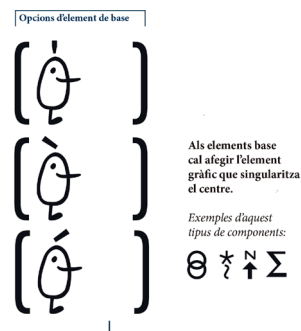 Opcions d'element de base
Als elements base
cal afegir l'element
gràfic que singularitza
el centre.
Exemples d'aquest
tipus de components:
N
Σ